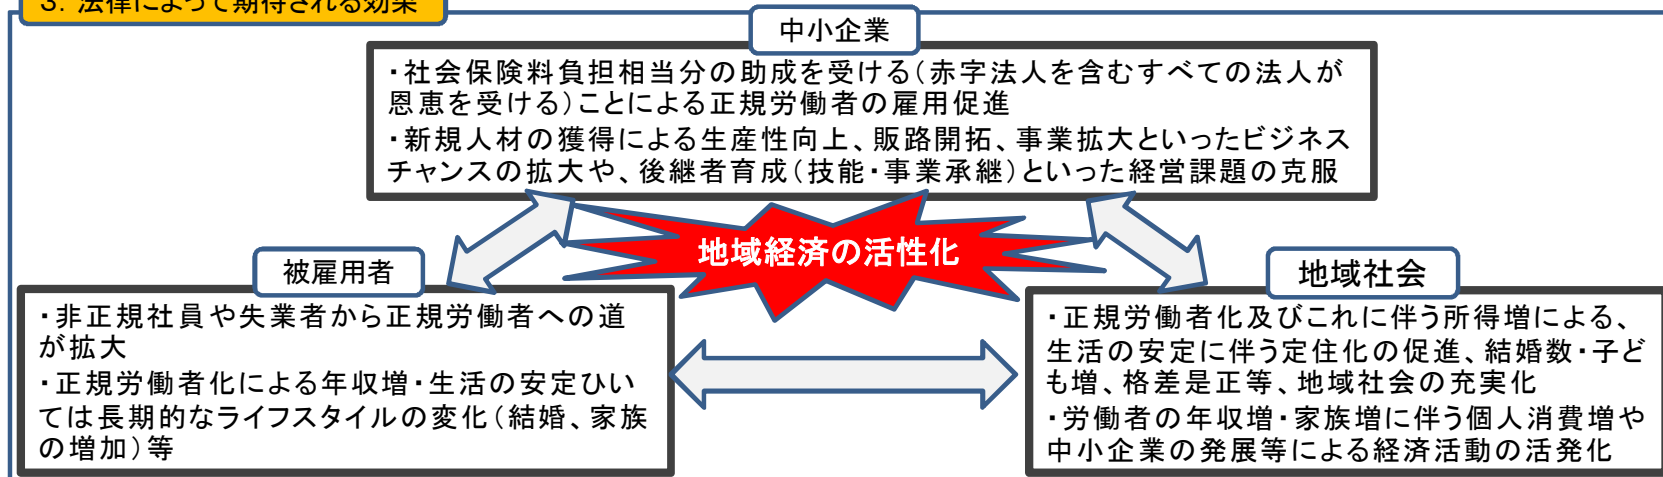 3. 法律によって期待される効果
中小企業
・社会保険料負担相当分の助成を受ける(赤字法人を含むすべての法人が
恩恵を受ける)ことによる正規労働者の雇用促進
・新規人材の獲得による生産性向上、販路開拓、事業拡大といったビジネス
チャンスの拡大や、後継者育成(技能・事業承継)といった経営課題の克服
地域経済の活性化
被雇用者
・非正規社員や失業者から正規労働者への道
が拡大
・正規労働者化による年収増・生活の安定ひい
ては長期的なライフスタイルの変化(結婚、家族
の増加)等
地域社会
・正規労働者化及びこれに伴う所得増による、
生活の安定に伴う定住化の促進、結婚数・子ど
も増、格差是正等、地域社会の充実化
・労働者の年収増・家族増に伴う個人消費増や
中小企業の発展等による経済活動の活発化